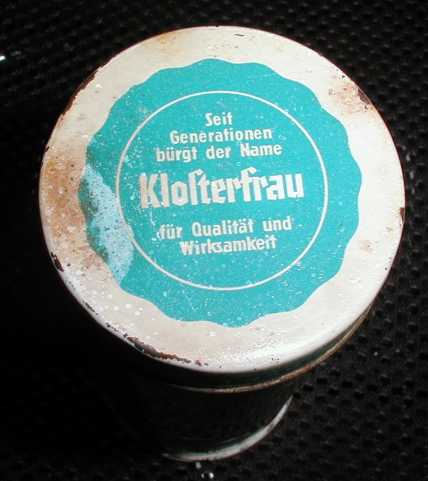 Seit
Generationen
bürgt der Name
Kloſterfrau
für Qualität und
Wirksamkeit